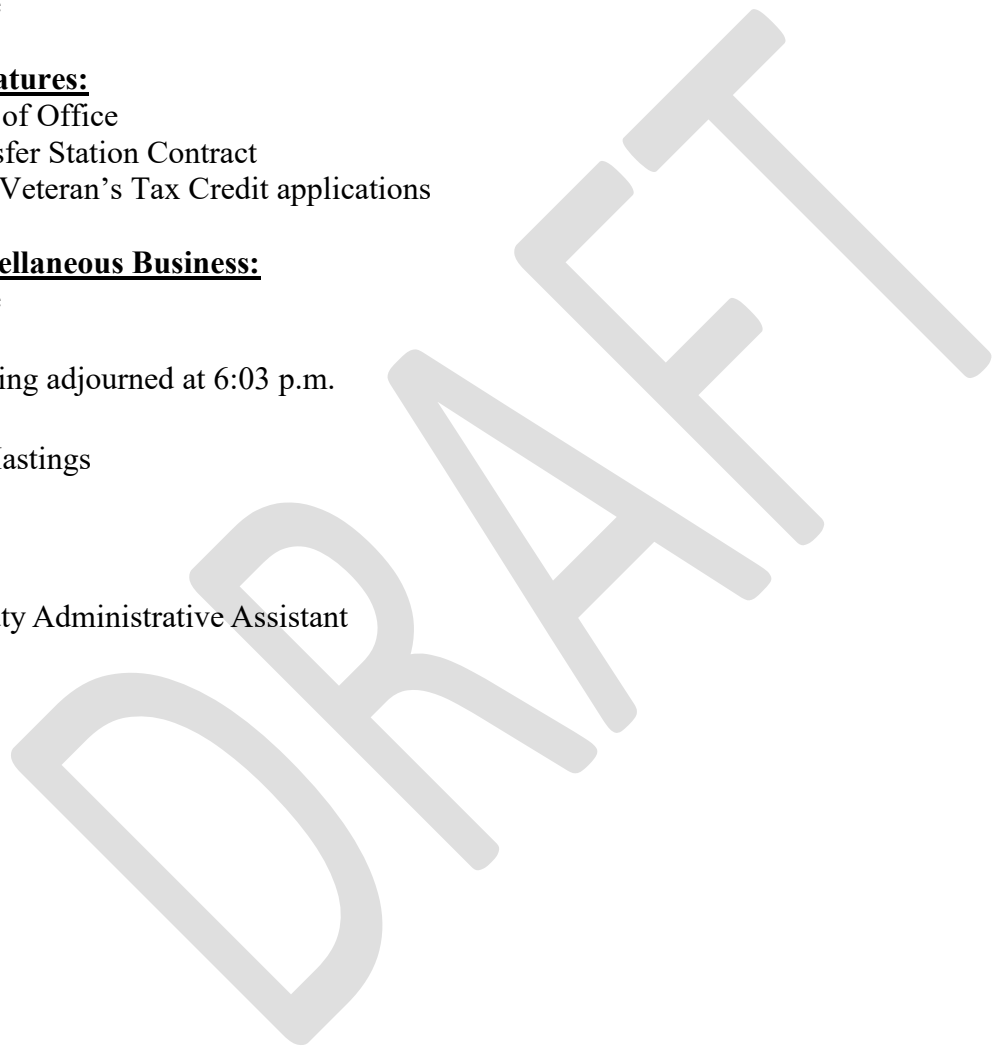 atures:
of Office
sfer Station Contract
Veteran’s Tax Credit applications
ellaneous Business:
ing adjourned at 6:03 p.m.
Hastings
ty Administrative Assistant
DRAFT